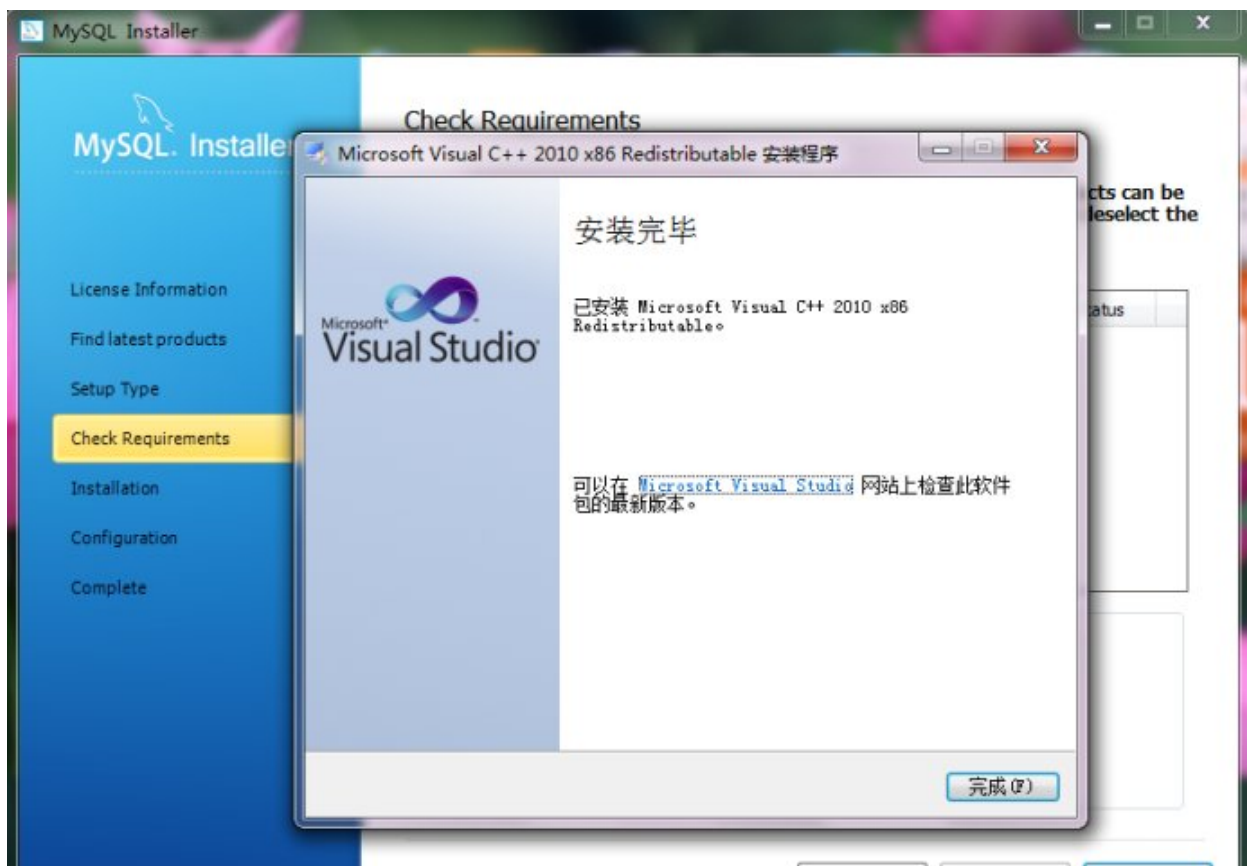 MySQL Installer
MySQL. Installe
Check Requirements
Microsoft Visual C++ 2010 x86 Redistributable 安装程序
cts can be
eselect the
安装完毕
已安装 Microsoft Visual C++ 2010 x86
Redistributable。
Microsoft
Visual Studio
可以在 Microsoft Visual Studio 网站上检查此软件
包的最新版本。
完成(F)
License Information
Find latest products
Setup Type
Check Requirements
Installation
Configuration
Complete
atus